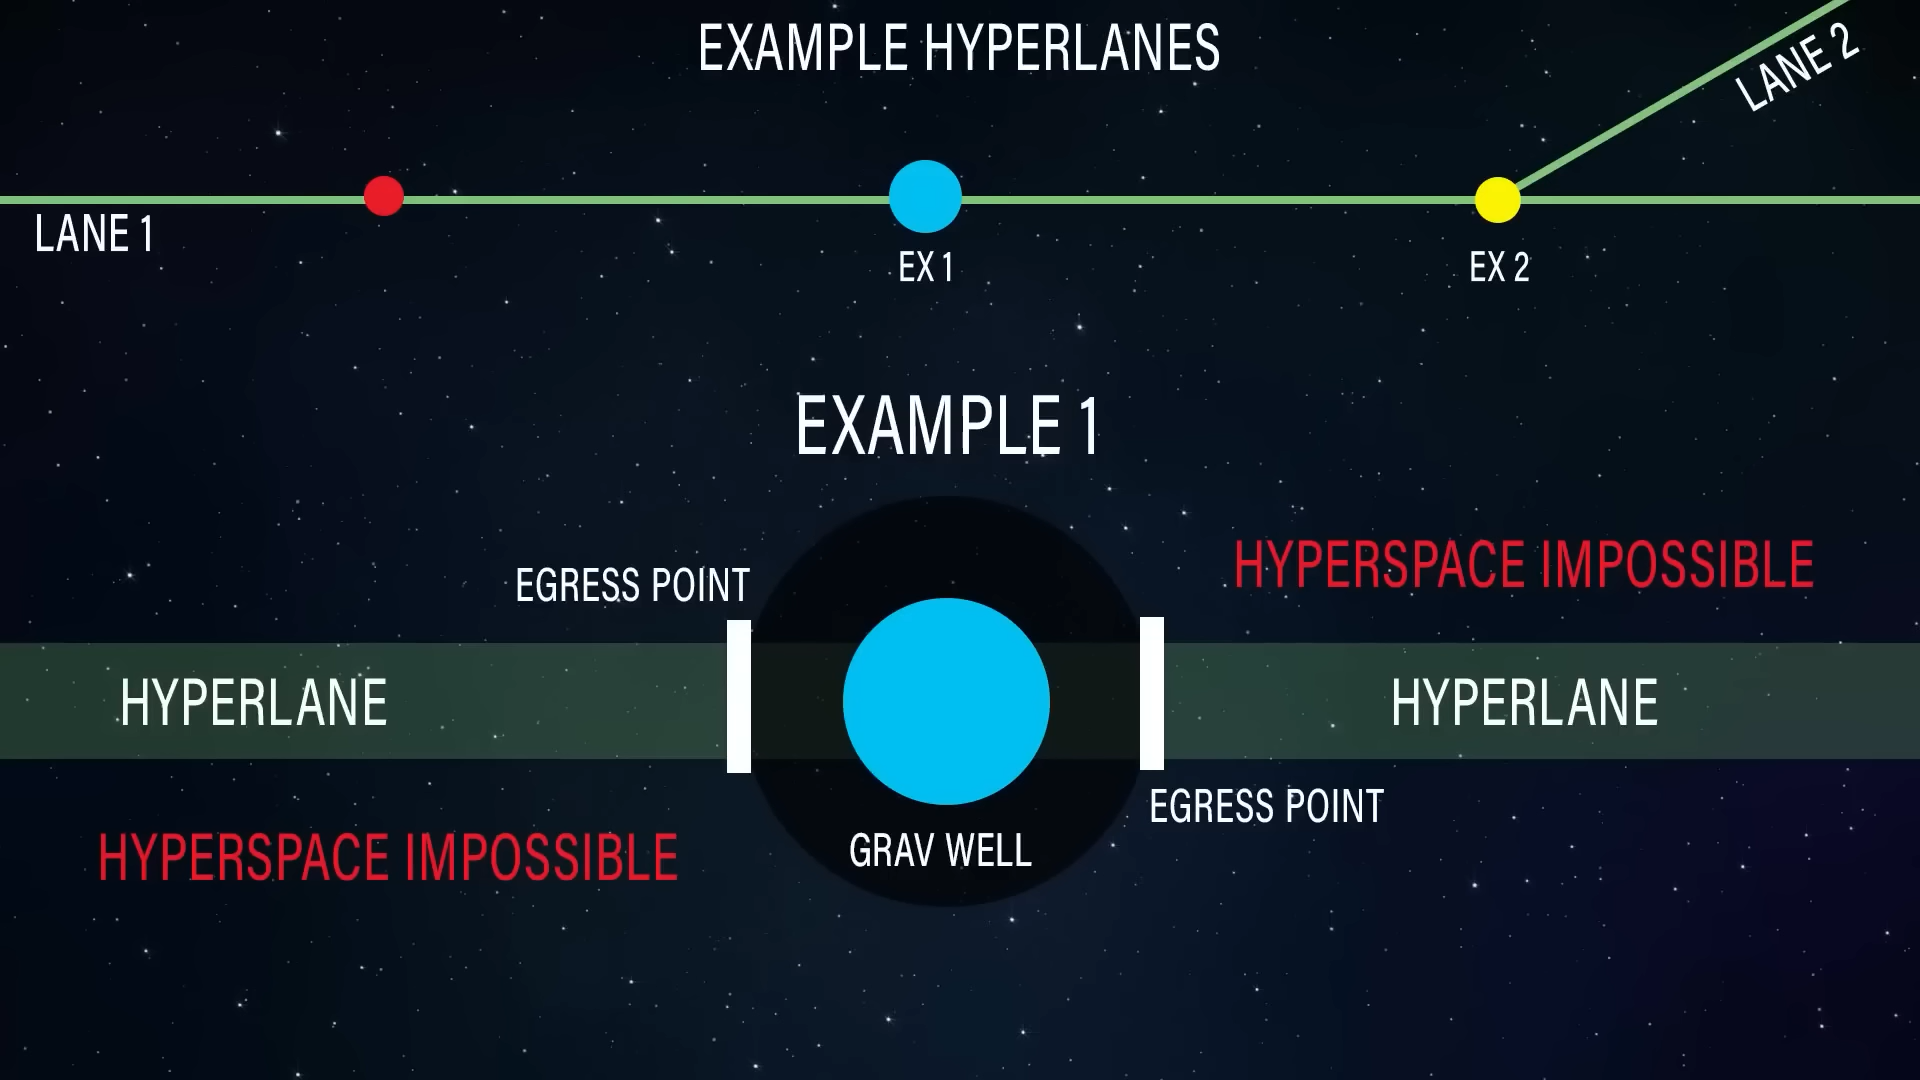 EXAMPLE HYPERLANES
LANE 2
LANE 1
EX 1
EX 2
EXAMPLE 1
HYPERSPACE IMPOSSIBLE
EGRESS POINT
HYPERLANE
HYPERLANE
EGRESS POINT
GRAV WELL
HYPERSPACE IMPOSSIBLE